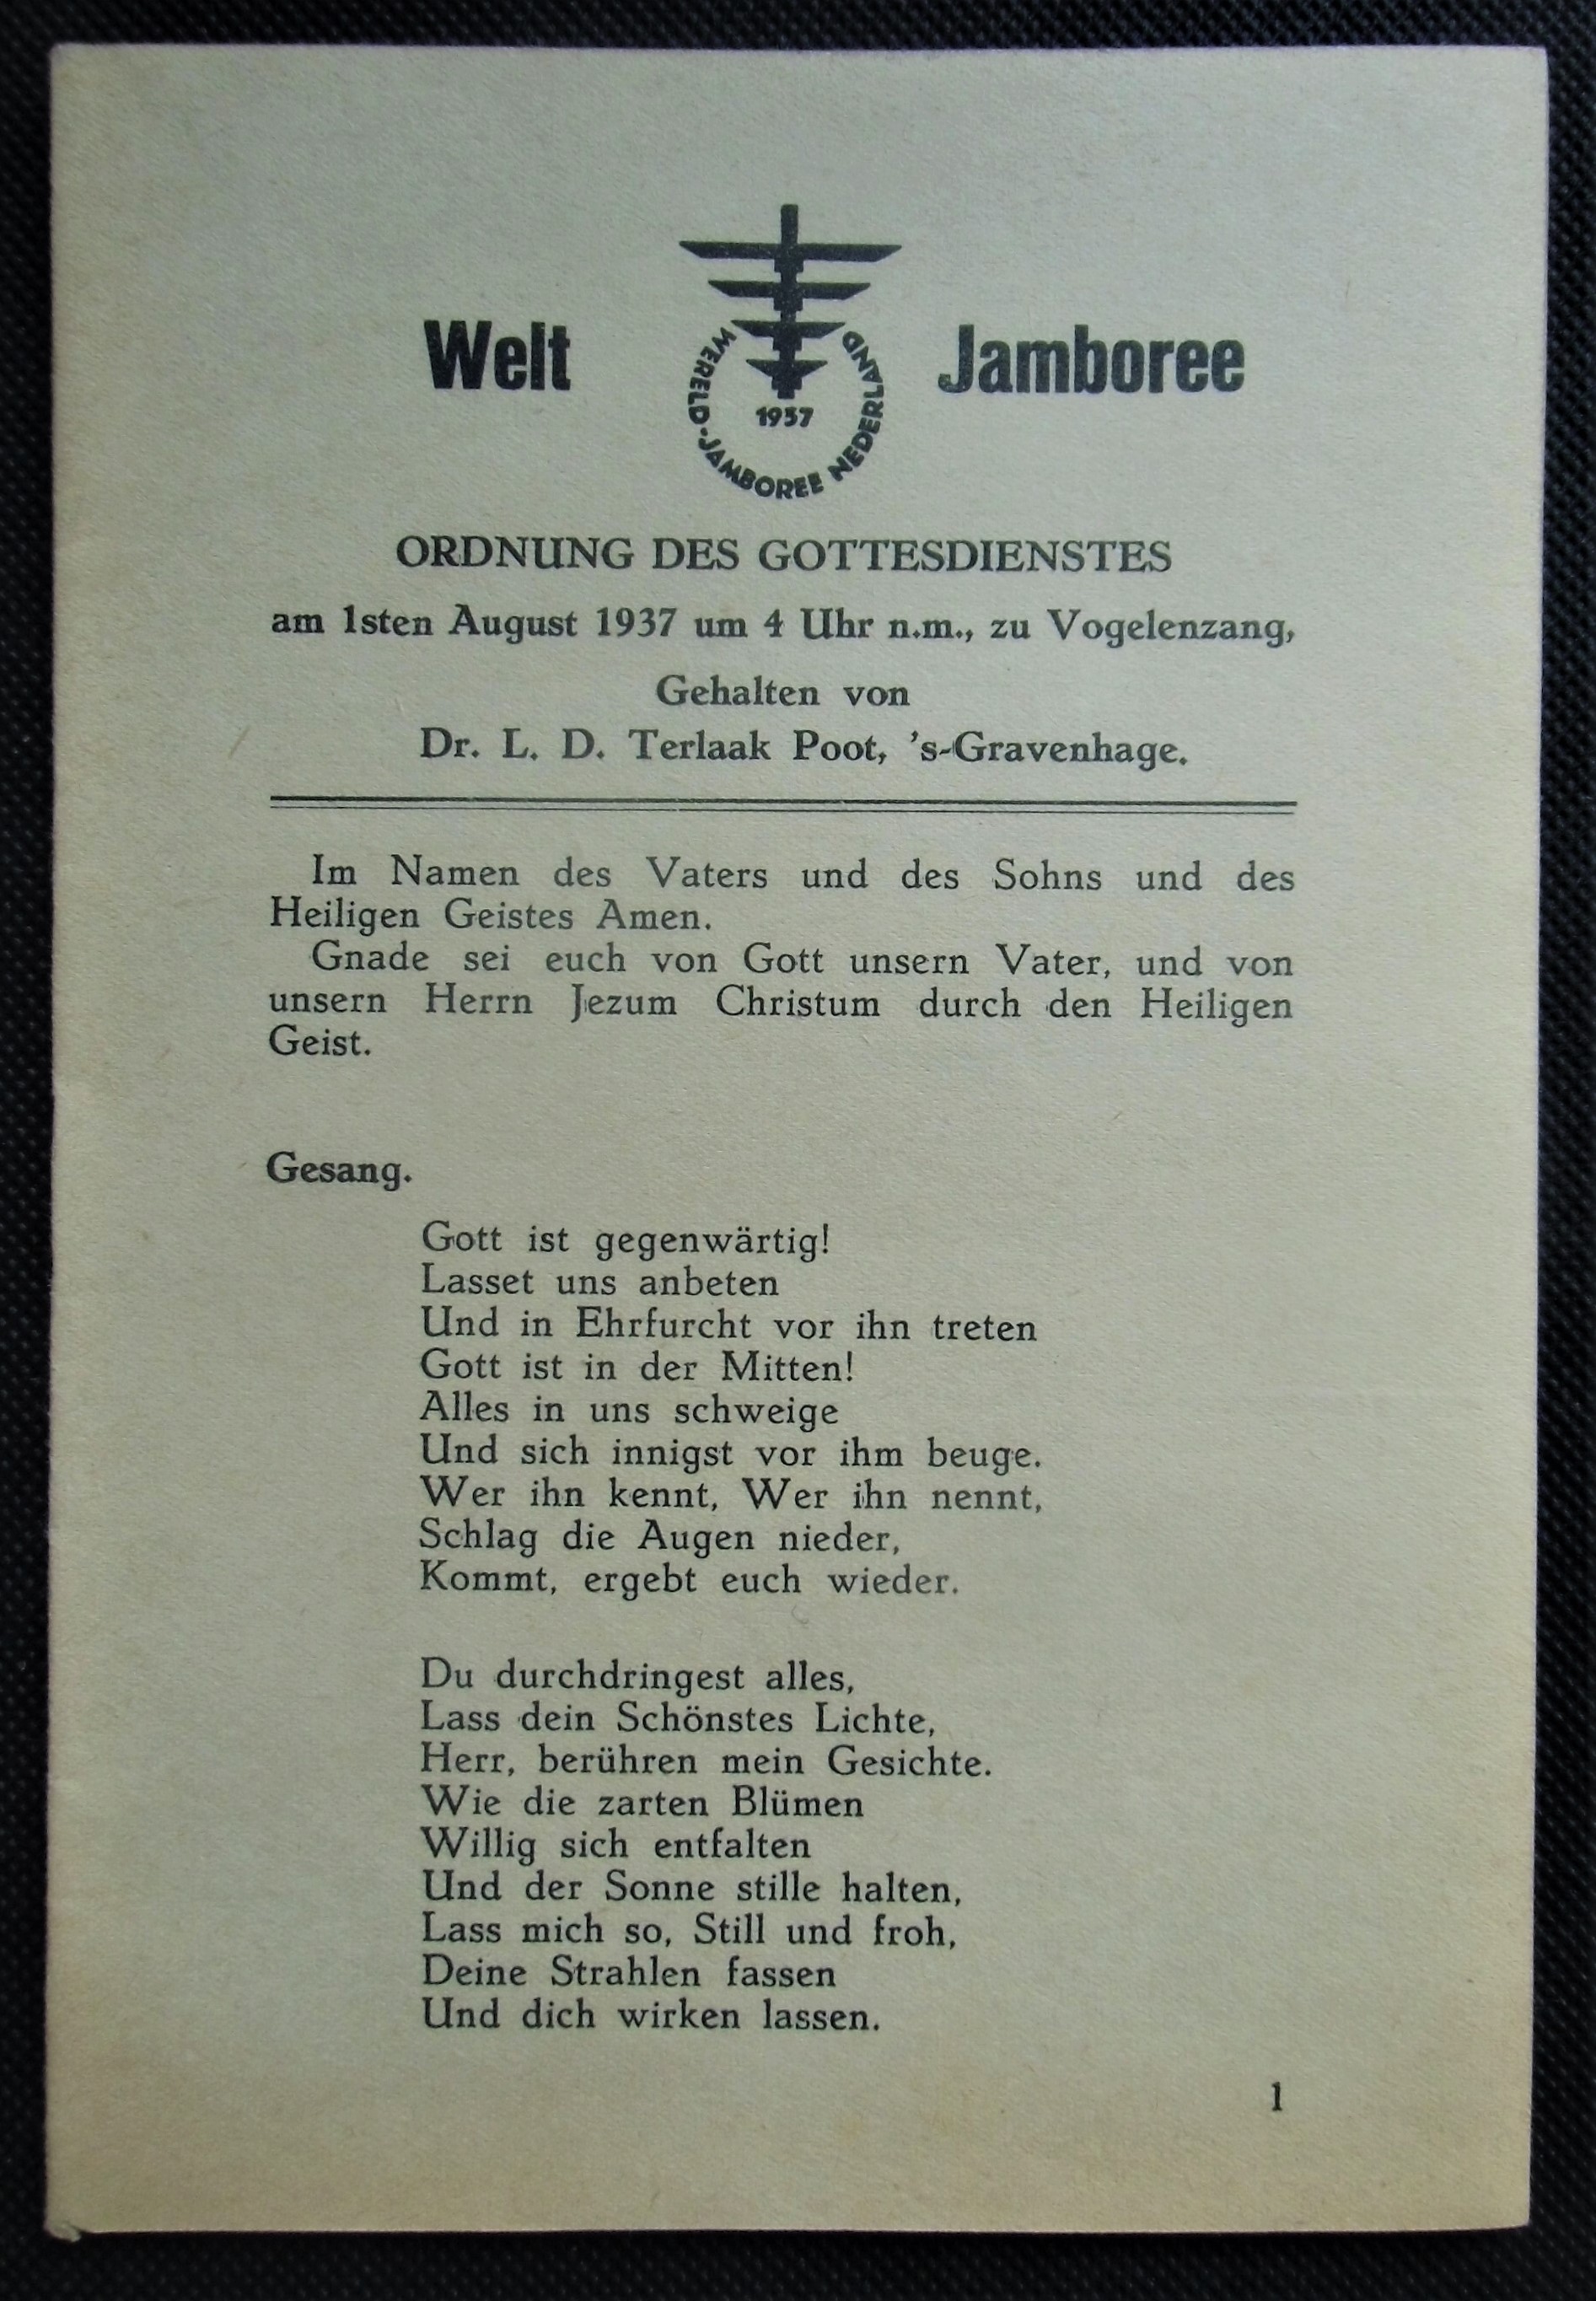 Welt Jamboree
WERELD-JAMBOREE NEDERLAND
1937
ORDNUNG DES GOTTESDIENSTES
am 1sten August 1937 um 4 Uhr n.m., zu Vogelenzang,
Gehalten von
Dr. L. D. Terlaak Poot, 's-Gravenhage.
Im Namen des Vaters und des Sohns und des
Heiligen Geistes Amen.
Gnade sei euch von Gott unsern Vater, und von
unsern Herrn Jezum Christum durch den Heiligen
Geist.
Gesang.
Gott ist gegenwärtig!
Lasset uns anbeten
Und in Ehrfurcht vor ihn treten
Gott ist in der Mitten!
Alles in uns schweige
Und sich innigst vor ihm beuge.
Wer ihn kennt, Wer ihn nennt,
Schlag die Augen nieder,
Kommt, ergebt euch wieder.
Du durchdringest alles,
Lass dein Schönstes Lichte,
Herr, berühren mein Gesichte.
Wie die zarten Blümen
Willig sich entfalten
Und der Sonne stille halten,
Lass mich so, Still und froh,
Deine Strahlen fassen
Und dich wirken lassen.
1